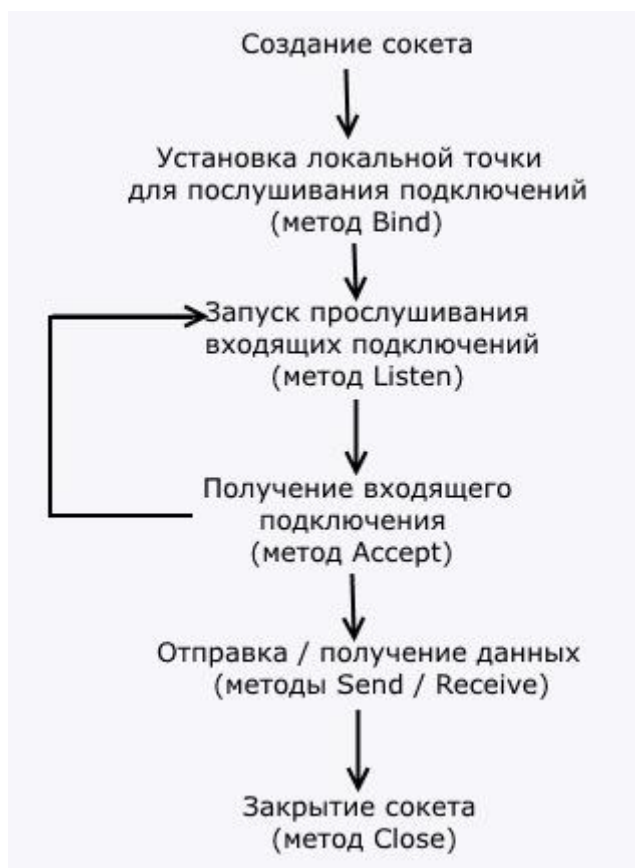 Создание сокета
Установка локальной точки
для послушивания подключений
(метод Bind)
Запуск прослушивания
входящих подключений
(метод Listen)
Получение входящего
подключения
(метод Accept)
Отправка / получение данных
(методы Send / Receive)
Закрытие сокета
(метод Close)